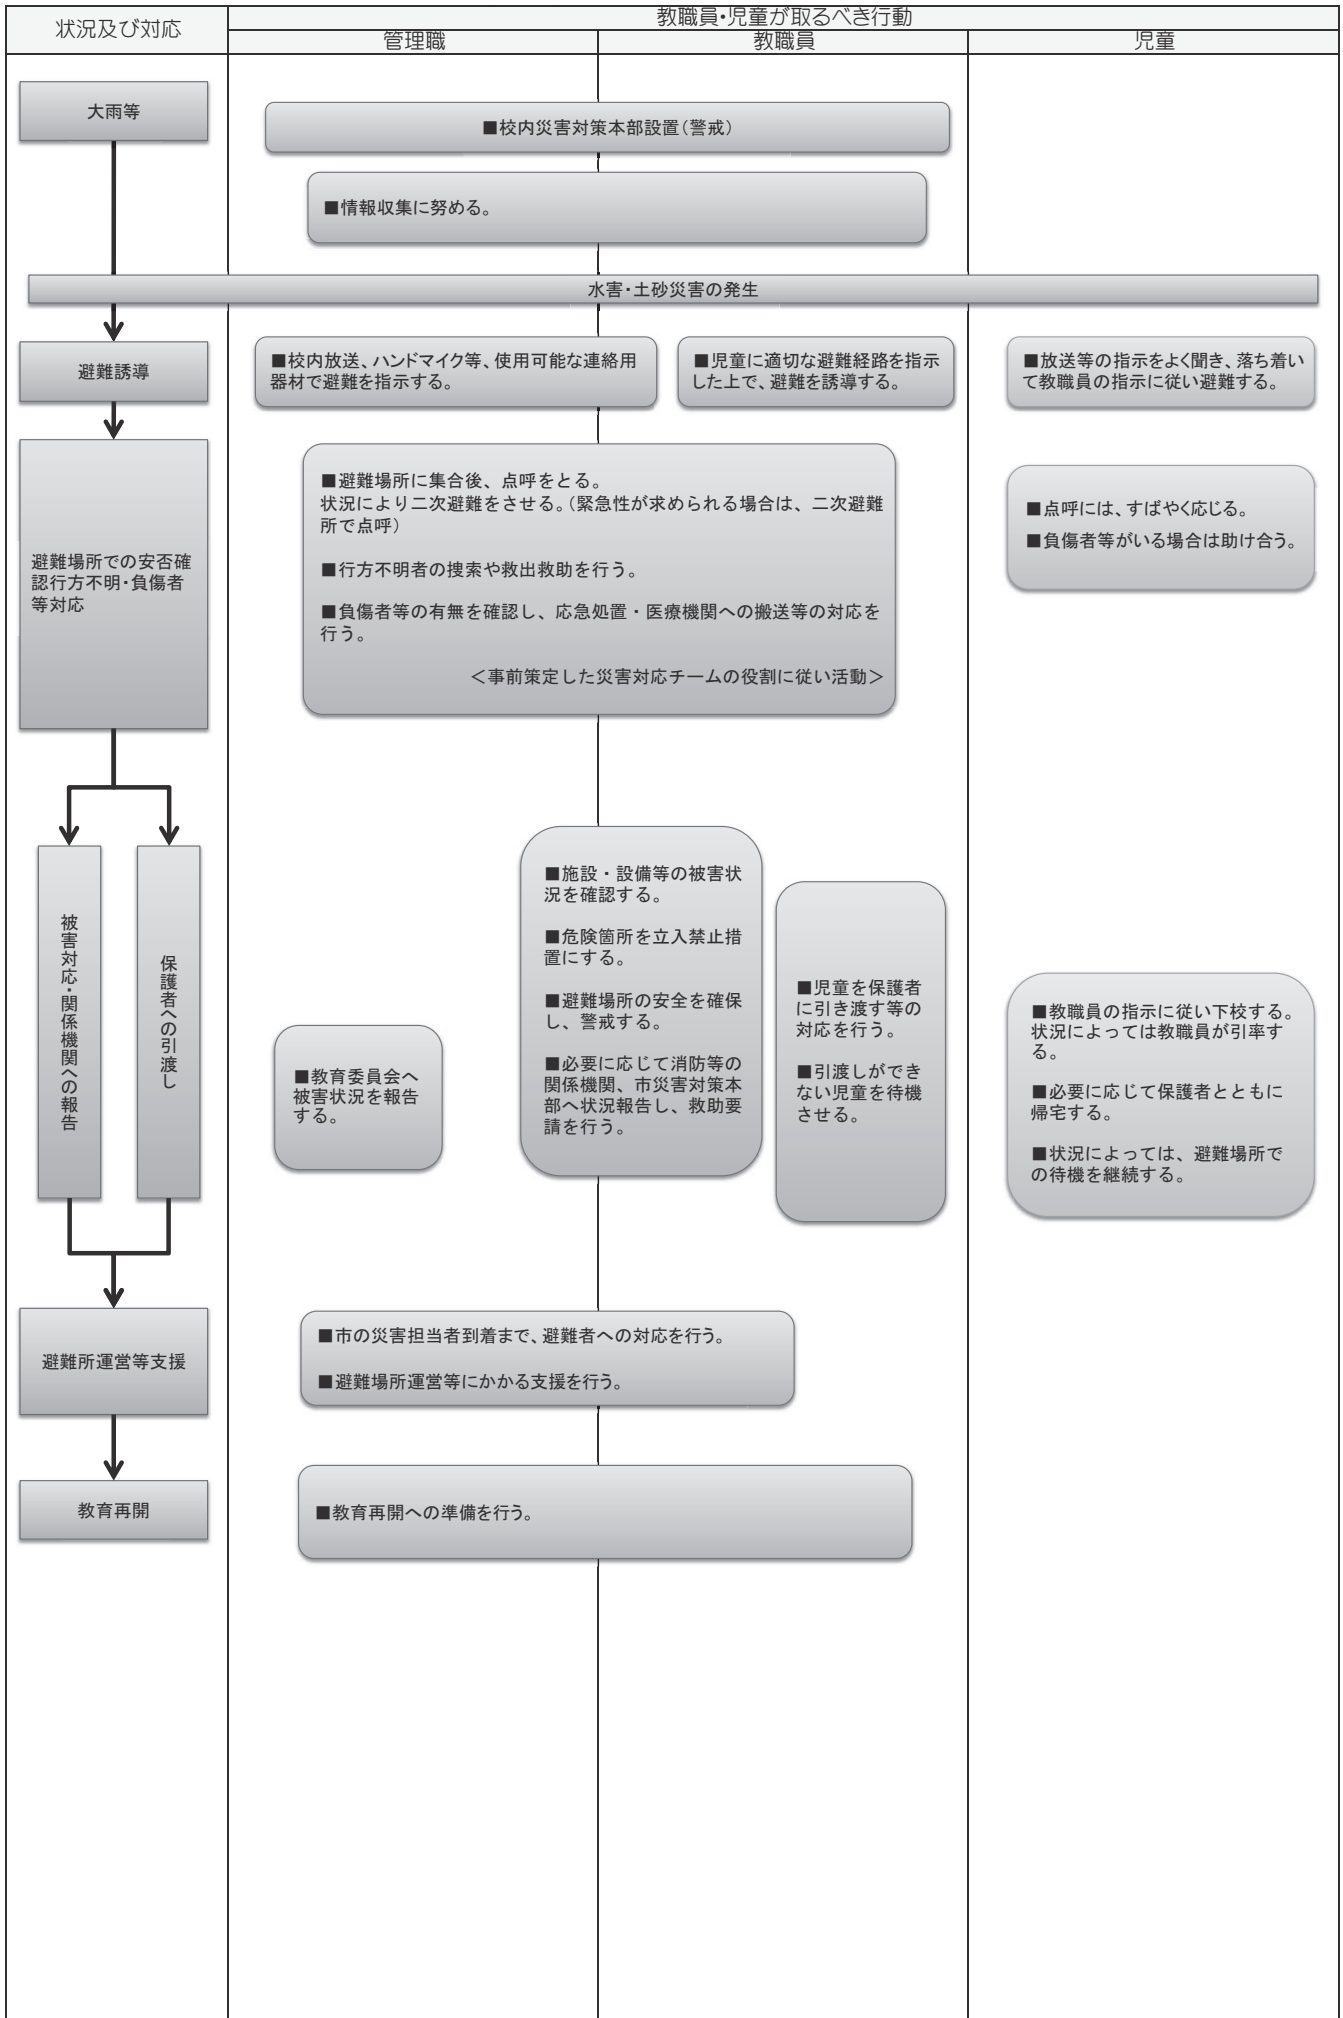 状況及び対応
教職員・児童が取るべき行動
管理職
教職員
児童
大雨等
■校内災害対策本部設置(警戒)
■情報収集に努める。
水害・土砂災害の発生
避難誘導
■校内放送、ハンドマイク等、使用可能な連絡用
器材で避難を指示する。
■児童に適切な避難経路を指示
した上で、避難を誘導する。
■放送等の指示をよく聞き、落ち着い
て教職員の指示に従い避難する。
避難場所での安否確
認行方不明・負傷者
等対応
■避難場所に集合後、点呼をとる。
状況により二次避難をさせる。(緊急性が求められる場合は、二次避難
所で点呼)
■行方不明者の捜索や救出救助を行う。
■負傷者等の有無を確認し、応急処置・医療機関への搬送等の対応を
行う。
<事前策定した災害対応チームの役割に従い活動>
■点呼には、すばやく応じる。
■負傷者等がいる場合は助け合う。
被害対応・関係機関への報告
保護者への引渡し
■教育委員会へ
被害状況を報告
する。
■施設・設備等の被害状
況を確認する。
■危険箇所を立入禁止措
置にする。
■避難場所の安全を確保
し、警戒する。
■必要に応じて消防等の
関係機関、市災害対策本
部へ状況報告し、救助要
請を行う。
■児童を保護者
に引き渡す等の
対応を行う。
■引渡しができ
ない児童を待機
させる。
■教職員の指示に従い下校する。
状況によっては教職員が引率す
る。
■必要に応じて保護者とともに
帰宅する。
■状況によっては、避難場所で
の待機を継続する。
避難所運営等支援
■市の災害担当者到着まで、避難者への対応を行う。
■避難場所運営等にかかる支援を行う。
教育再開
■教育再開への準備を行う。